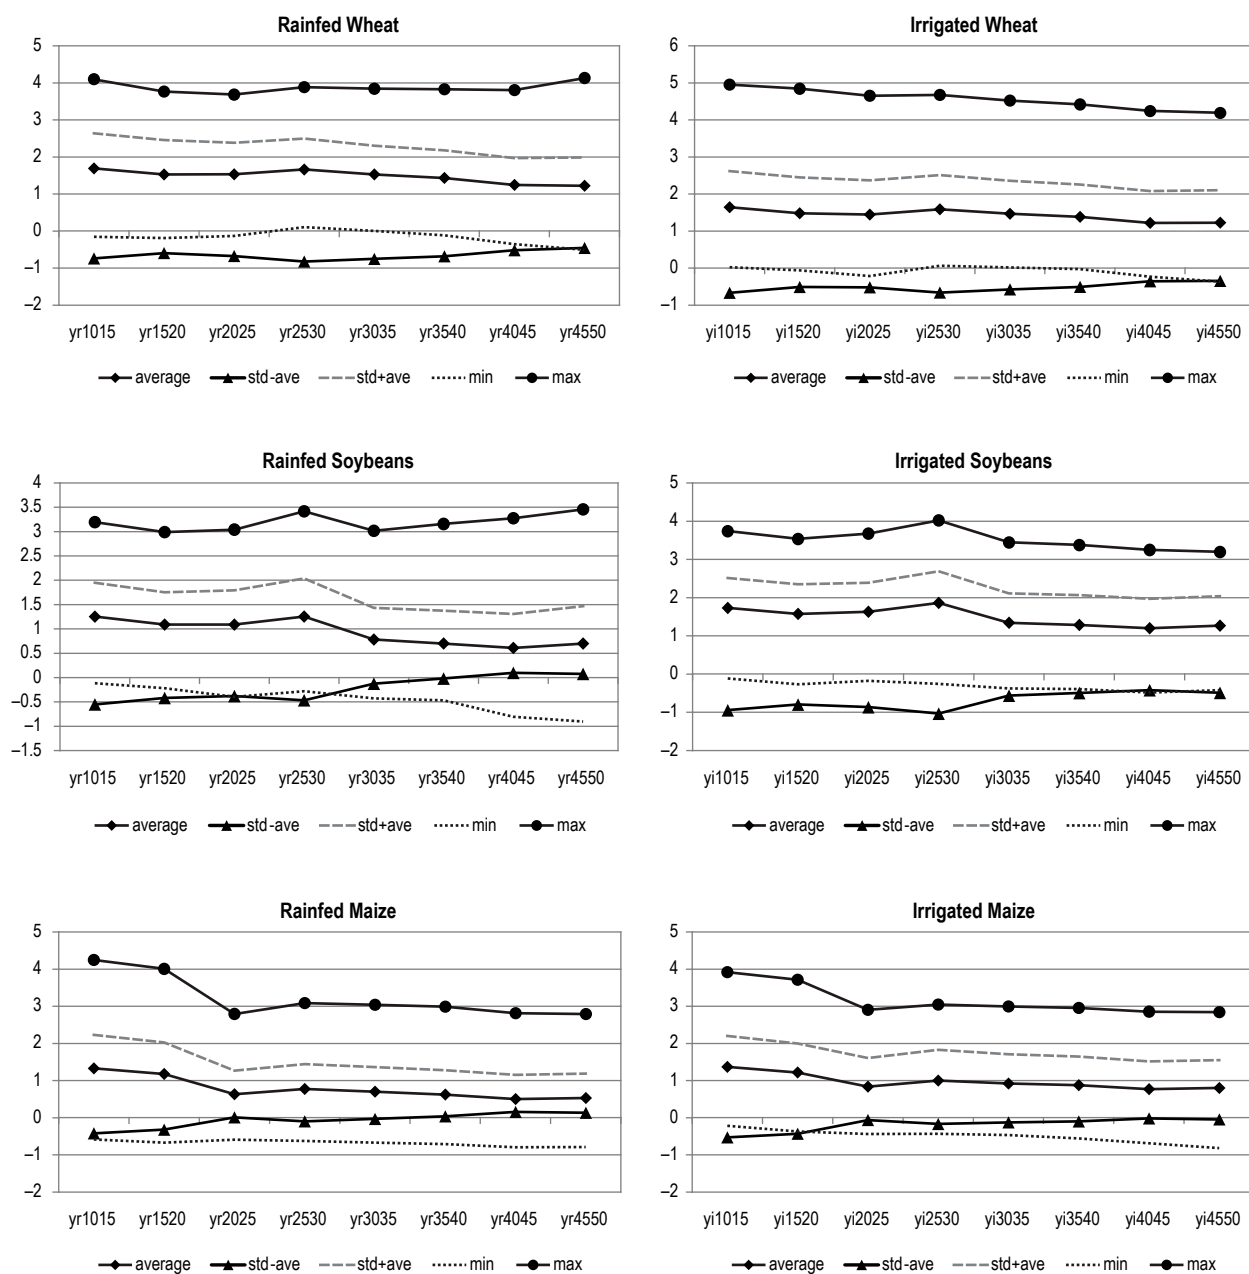 Rainfed Wheat
5
4
3
2
1
0
–1
–2
yr1015 yr1520 yr2025 yr2530 yr3035 yr3540 yr4045 yr4550
average std-ave std+ave min max
Irrigated Wheat
6
5
4
3
2
1
0
–1
yi1015 yi1520 yi2025 yi2530 yi3035 yi3540 yi4045 yi4550
average std-ave std+ave min max
Rainfed Soybeans
4
3.5
3
2.5
2
1.5
1
0.5
0
–0.5
–1
–1.5
yr1015 yr1520 yr2025 yr2530 yr3035 yr3540 yr4045 yr4550
average std-ave std+ave min max
Irrigated Soybeans
5
4
3
2
1
0
–1
–2
yi1015 yi1520 yi2025 yi2530 yi3035 yi3540 yi4045 yi4550
average std-ave std+ave min max
Rainfed Maize
5
4
3
2
1
0
–1
–2
yr1015 yr1520 yr2025 yr2530 yr3035 yr3540 yr4045 yr4550
average std-ave std+ave min max
Irrigated Maize
5
4
3
2
1
0
–1
–2
yi1015 yi1520 yi2025 yi2530 yi3035 yi3540 yi4045 yi4550
average std-ave std+ave min max